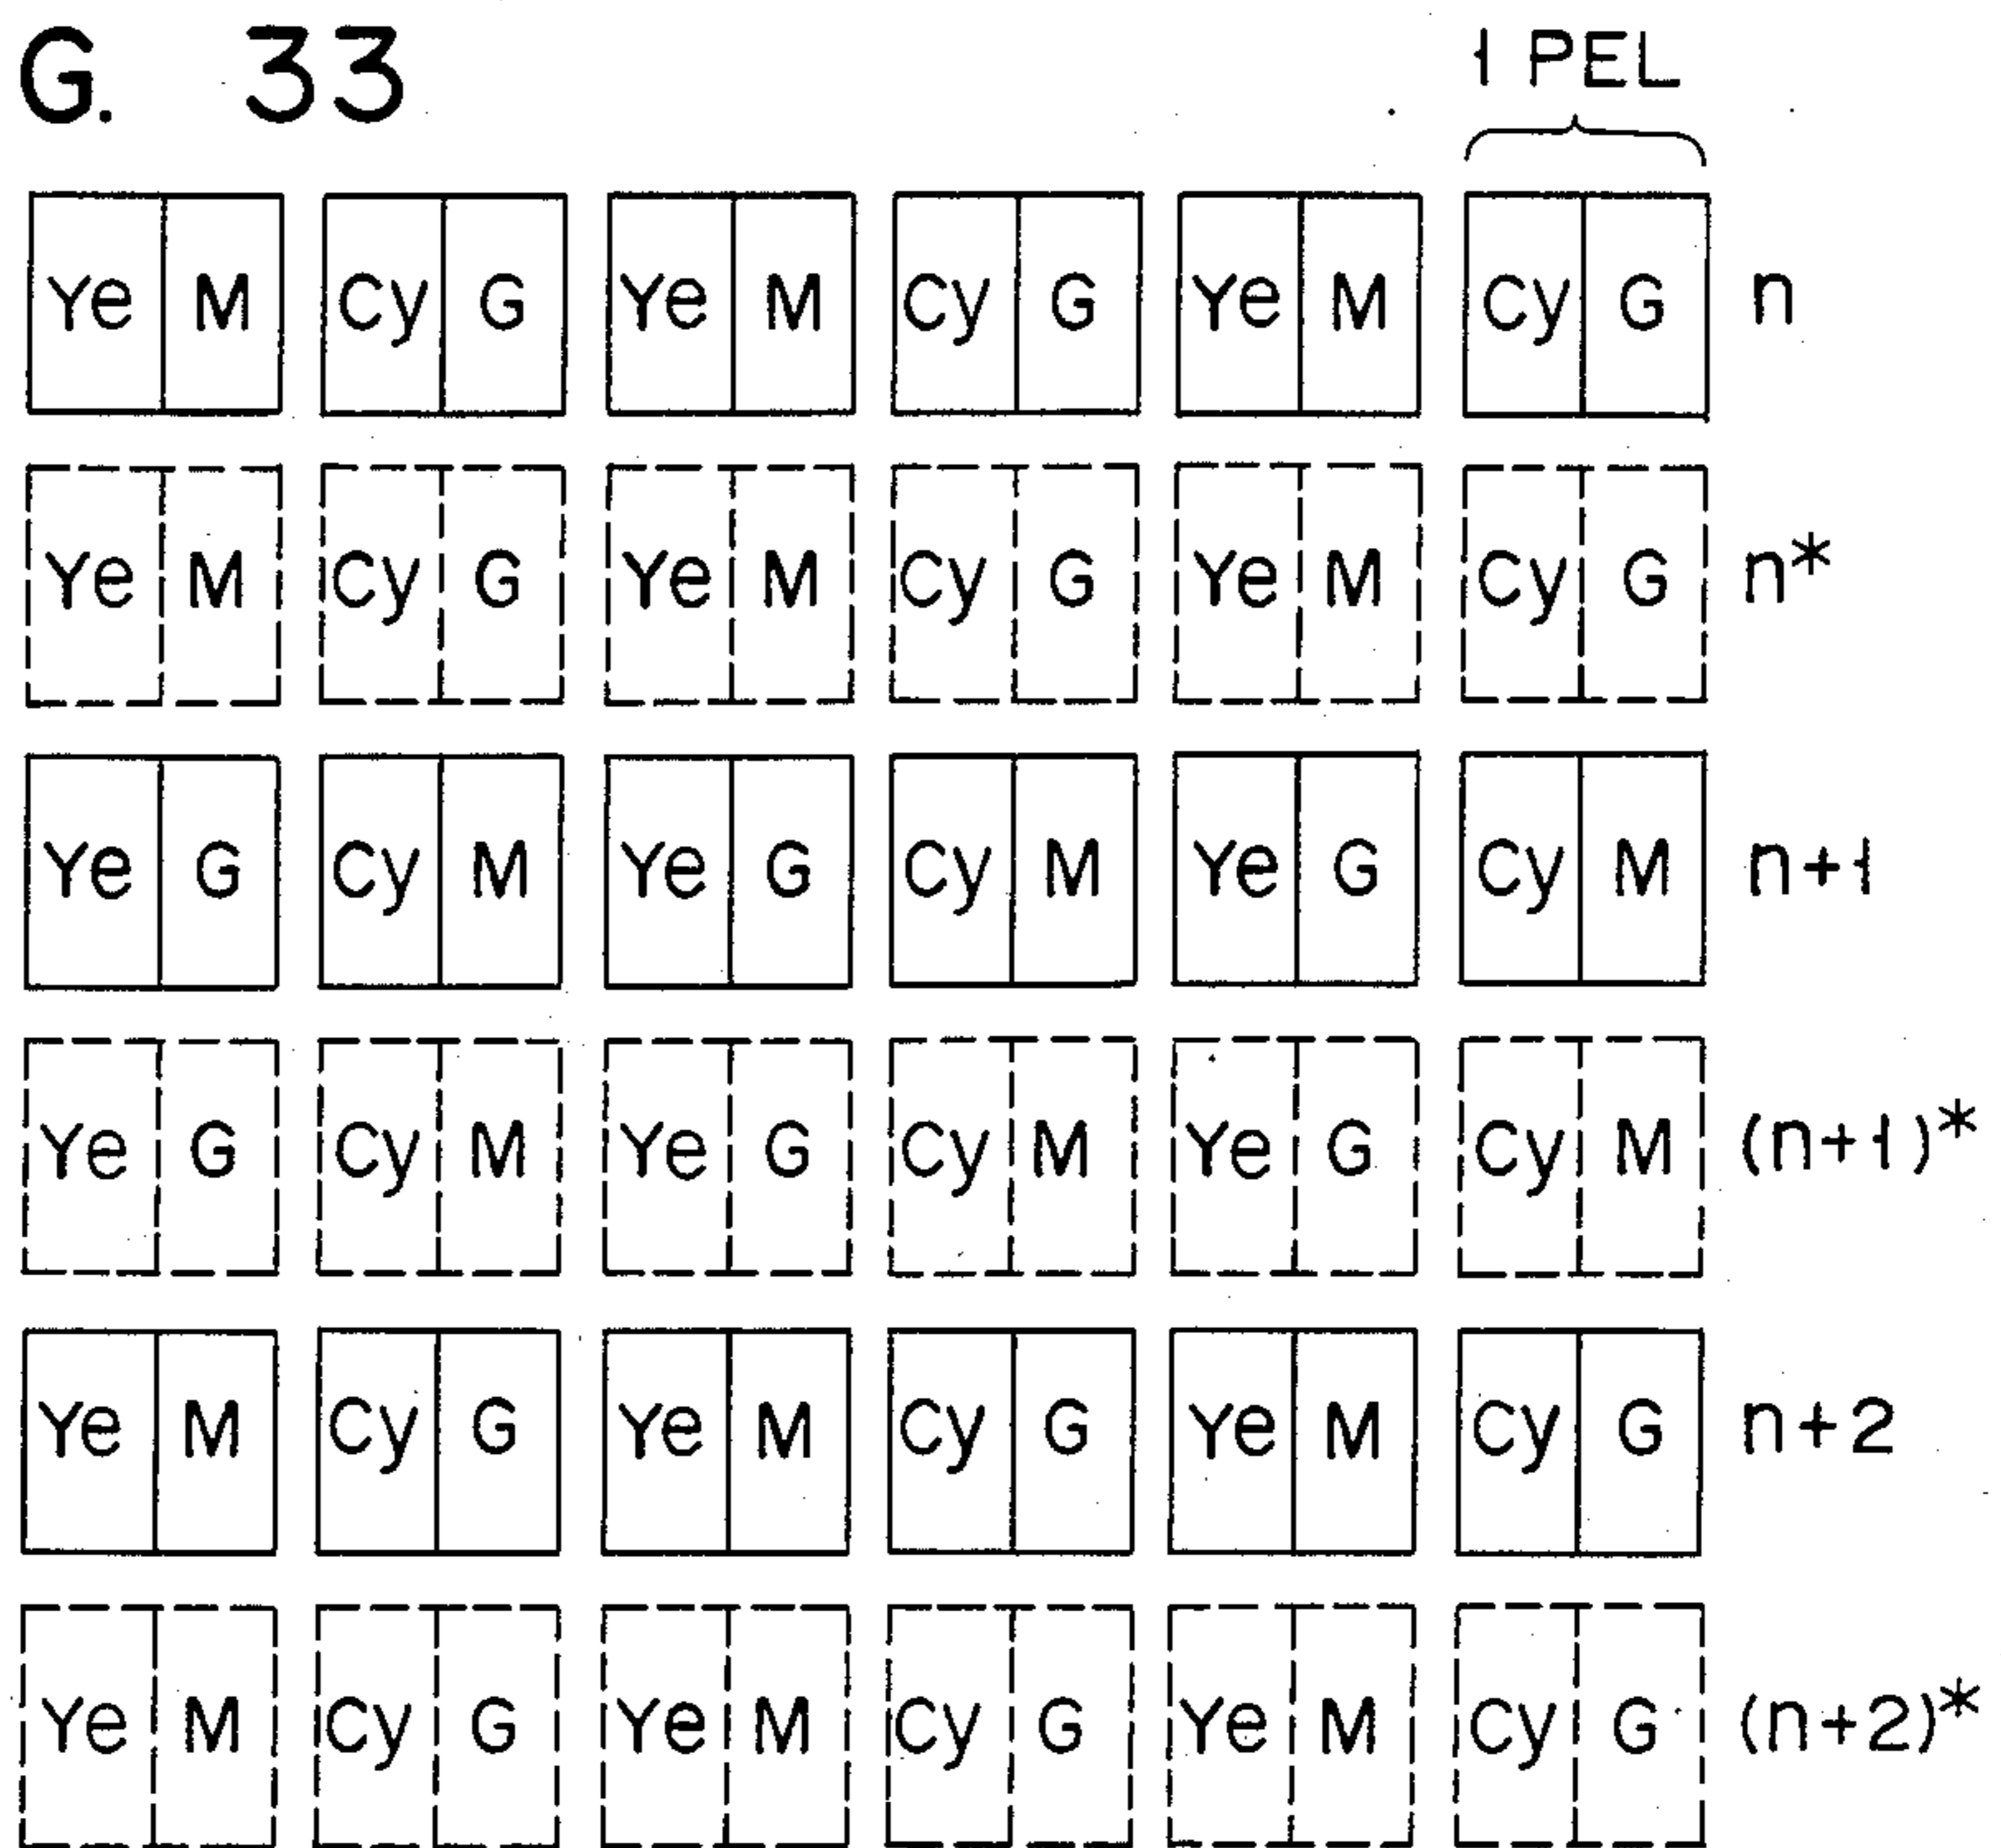 G. 33
1 PEL
Ye M Cy G Ye M Cy G Ye M Cy G n
Ye M Cy G Ye M Cy G Ye M Cy G n*
Ye G Cy M Ye G Cy M Ye G Cy M n+1
Ye G Cy M Ye G Cy M Ye G Cy M (n+1)*
Ye M Cy G Ye M Cy G Ye M Cy G n+2
Ye M Cy G Ye M Cy G Ye M Cy G (n+2)*